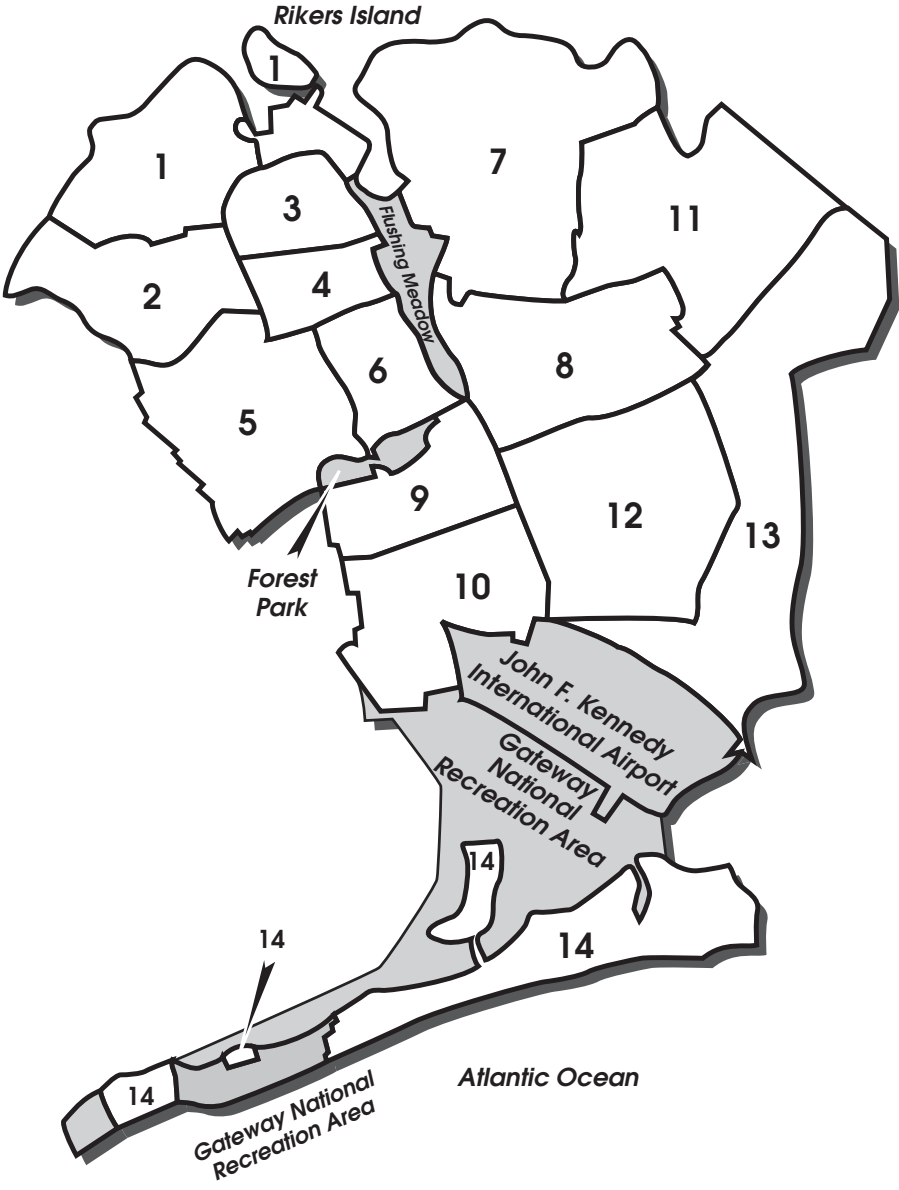 Rikers Island
1
1
7
3
Flushing Meadow
11
4
2
6
8
5
9
12
13
Forest
Park
10
John F. Kennedy
International Airport
Gateway
National
Recreation Area
14
14
14
14
Atlantic Ocean
Gateway National
Recreation Area